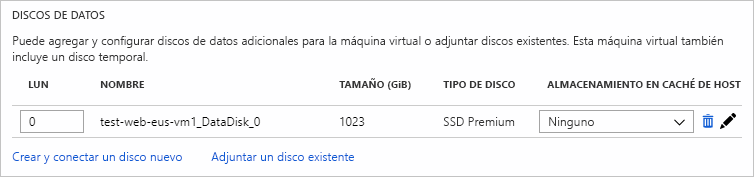 DISCOS DE DATOS
Puede agregar y configurar discos de datos adicionales para la máquina virtual o adjuntar discos existentes. Esta máquina virtual también
incluye un disco temporal.
LUN NOMBRE TAMAÑO (GiB) TIPO DE DISCO ALMACENAMIENTO EN CACHÉ DE HOST
0 test-web-eus-vm1_DataDisk_0 1023 SSD Premium Ninguno
Crear y conectar un disco nuevo Adjuntar un disco existente